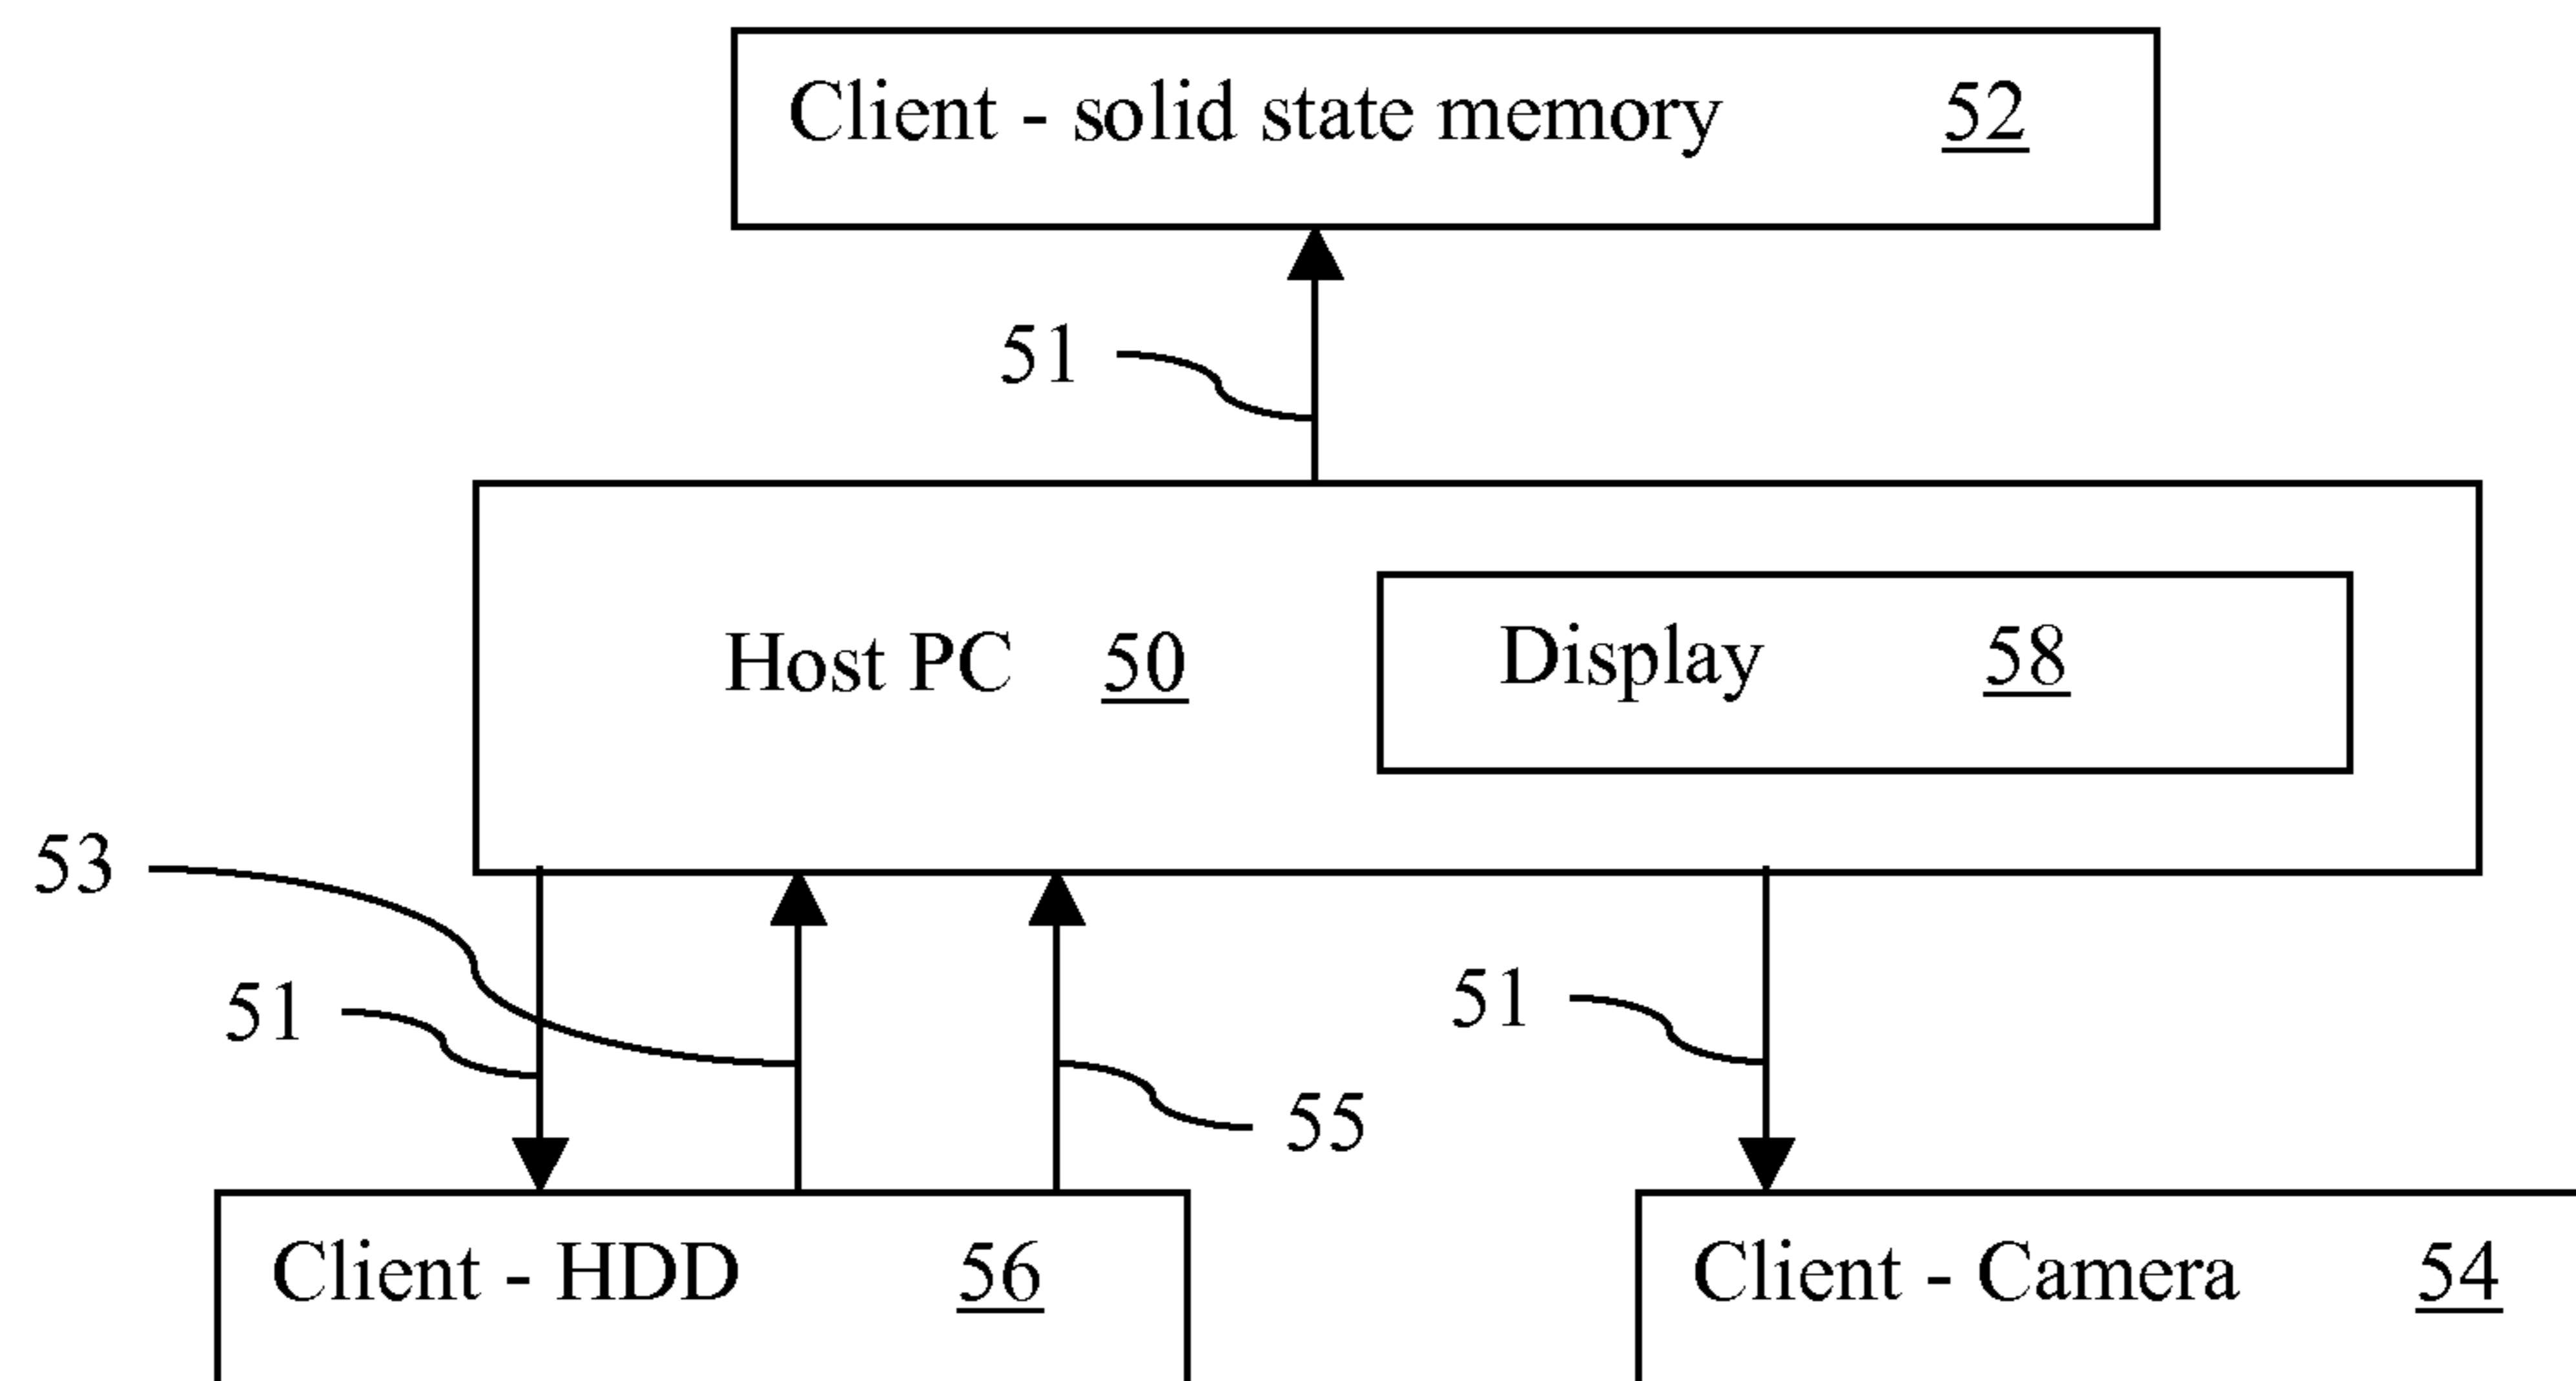 Client - solid state memory 52
51
Host PC 50
Display 58
53
51
51
55
Client - HDD 56
Client - Camera 54